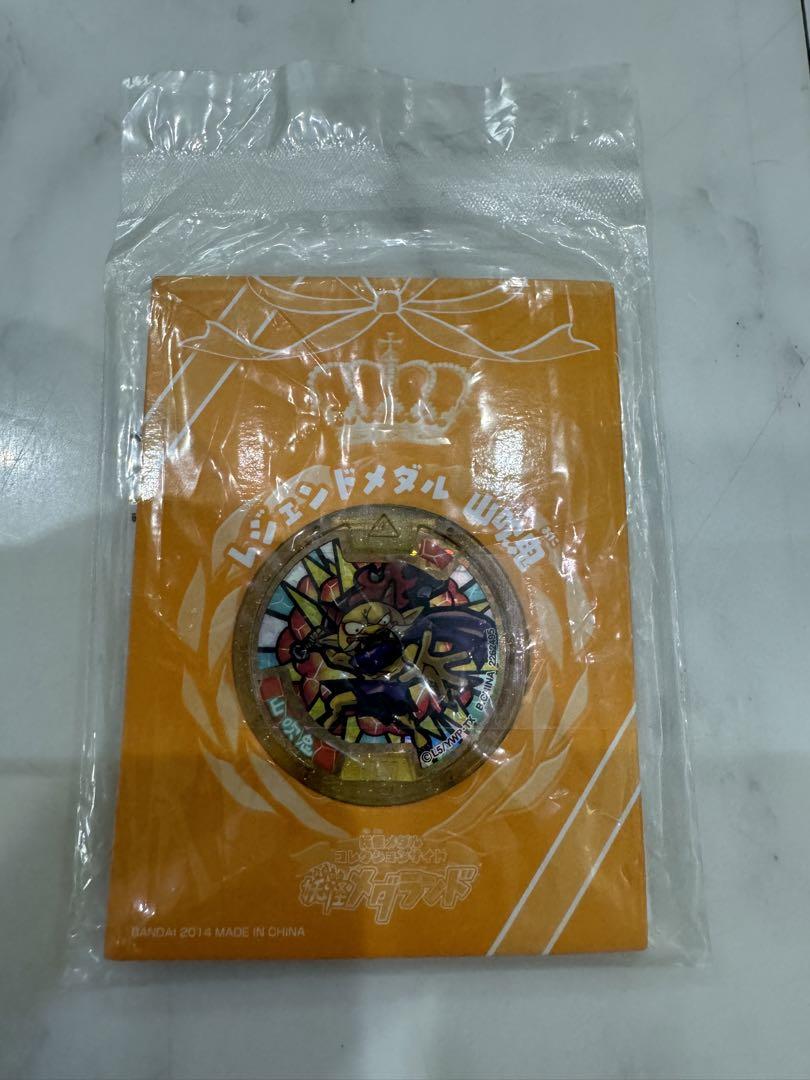 レジェンドメダル 山吹鬼
山吹鬼
©L5/YWP・TX B.CHINA
妖怪メダル
コレクションサイト
妖怪メダランド
BANDAI 2014 MADE IN CHINA